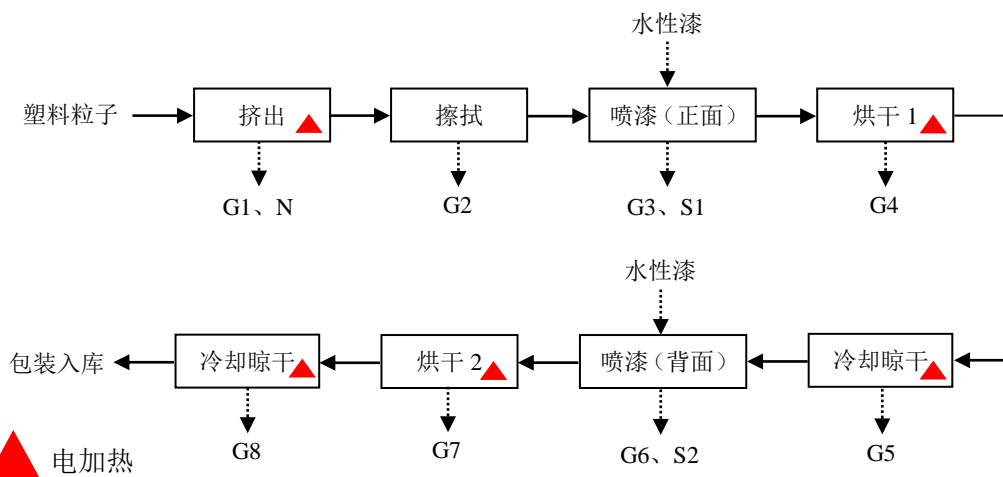 水性漆
塑料粒子 挤出 擦拭 喷漆（正面） 烘干 1
G1、N G2 G3、S1 G4
水性漆
包装入库 冷却晾干 烘干 2 喷漆（背面） 冷却晾干
G8 G7 G6、S2 G5
电加热